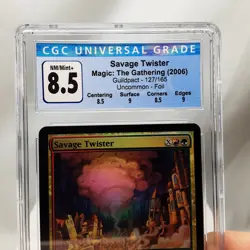 CGC UNIVERSAL GRADE
NM/Mint+
8.5
Savage Twister
Magic: The Gathering (2006)
Guildpact - 127/165
Uncommon - Foil
Centering Surface Corners Edges
8.5 9 8.5 9
Savage Twister